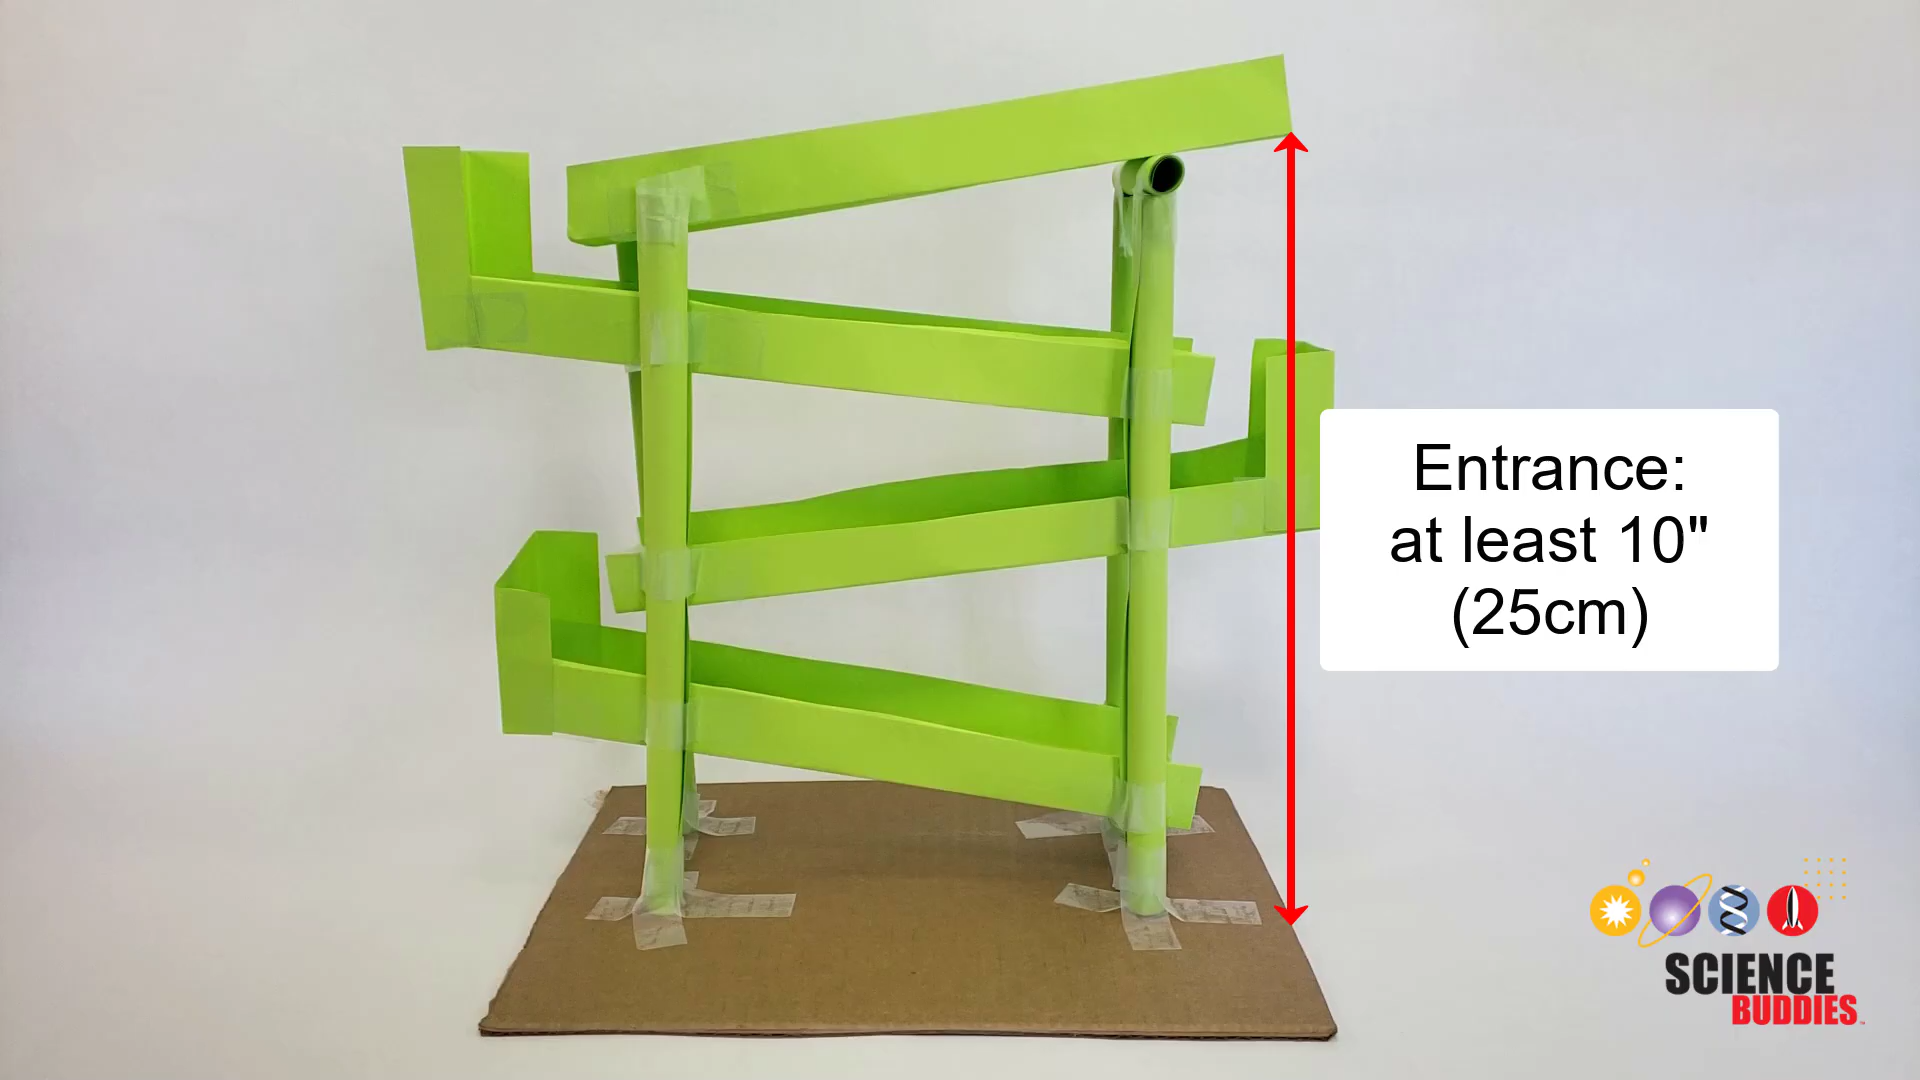 Entrance:
at least 10"
(25cm)
SCIENCE
BUDDIES